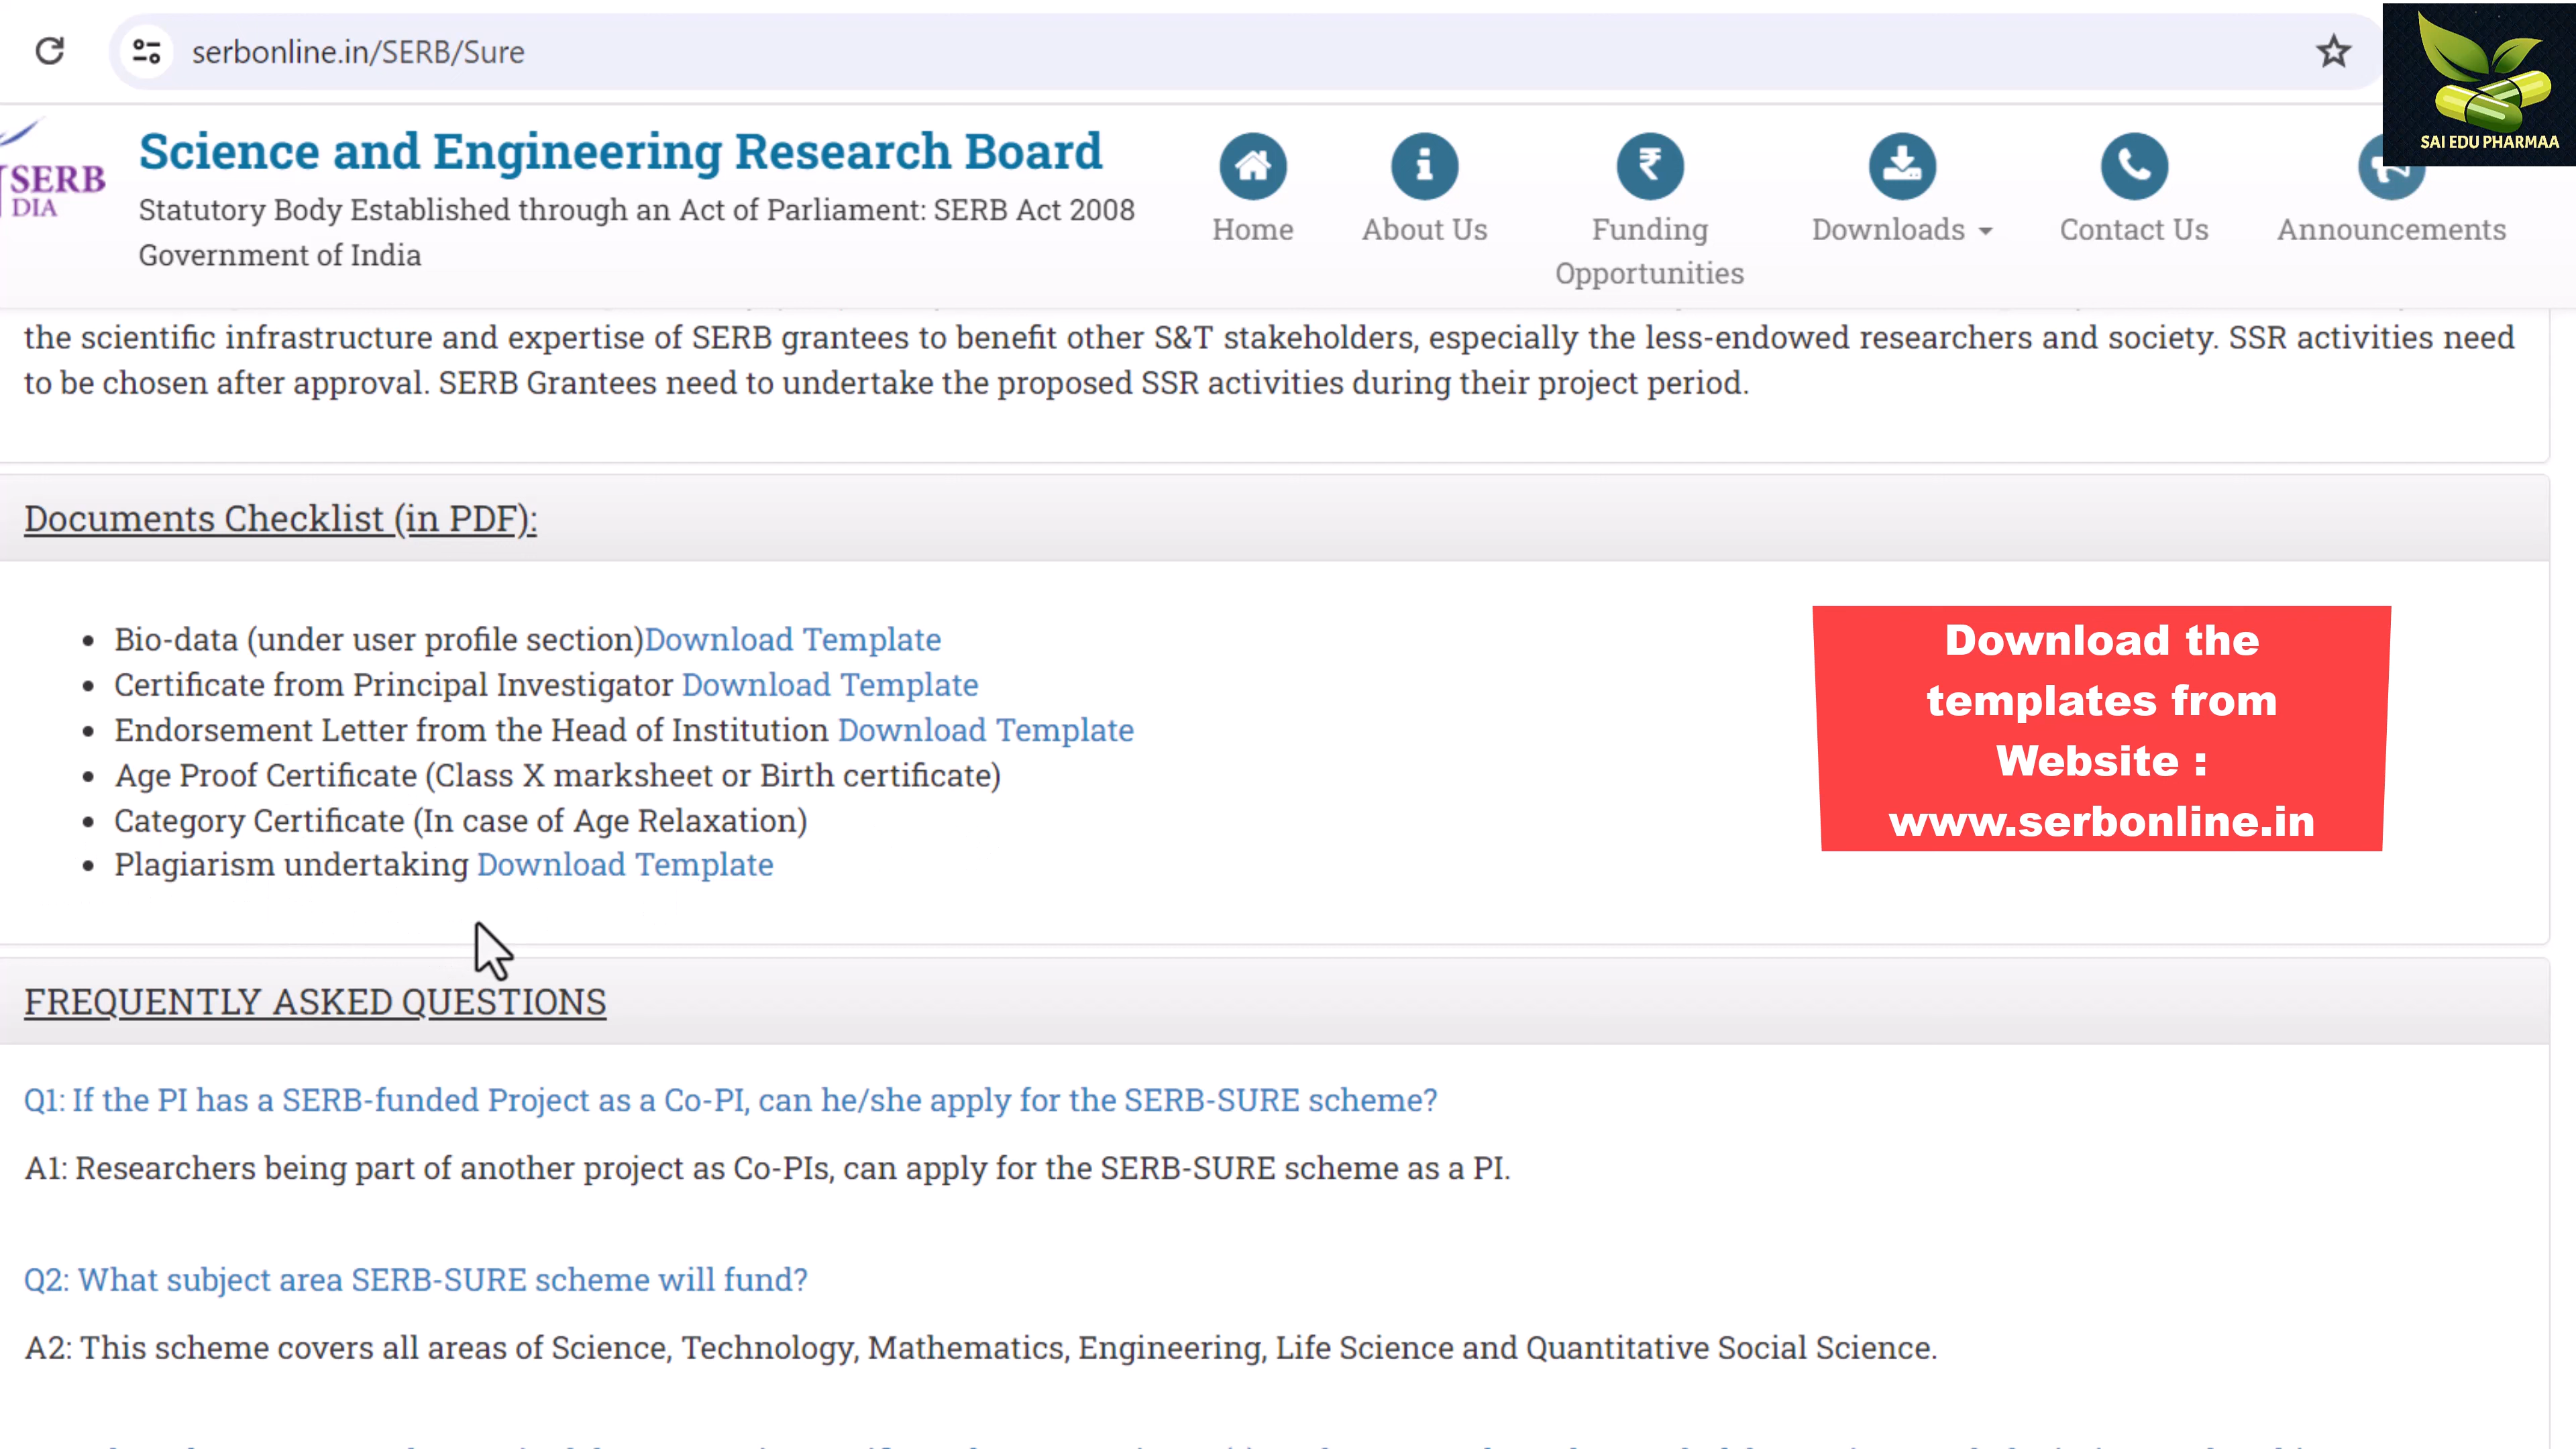 serbonline.in/SERB/Sure
SAI EDU PHARMAA
SERB
DIA
Science and Engineering Research Board
Statutory Body Established through an Act of Parliament: SERB Act 2008
Government of India
Home
About Us
Funding
Opportunities
Downloads
Contact Us
Announcements
the scientific infrastructure and expertise of SERB grantees to benefit other S&T stakeholders, especially the less-endowed researchers and society. SSR activities need
to be chosen after approval. SERB Grantees need to undertake the proposed SSR activities during their project period.
Documents Checklist (in PDF):
• Bio-data (under user profile section)Download Template
• Certificate from Principal Investigator Download Template
• Endorsement Letter from the Head of Institution Download Template
• Age Proof Certificate (Class X marksheet or Birth certificate)
• Category Certificate (In case of Age Relaxation)
• Plagiarism undertaking Download Template
Download the
templates from
Website :
www.serbonline.in
FREQUENTLY ASKED QUESTIONS
Q1: If the PI has a SERB-funded Project as a Co-PI, can he/she apply for the SERB-SURE scheme?
A1: Researchers being part of another project as Co-PIs, can apply for the SERB-SURE scheme as a PI.
Q2: What subject area SERB-SURE scheme will fund?
A2: This scheme covers all areas of Science, Technology, Mathematics, Engineering, Life Science and Quantitative Social Science.